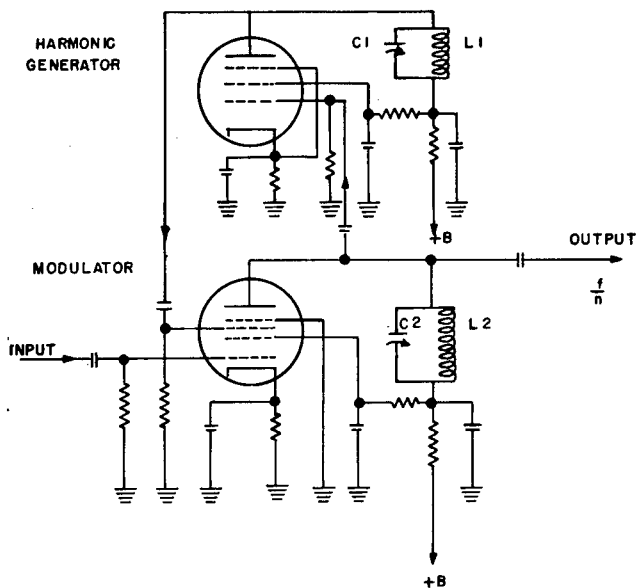 HARMONIC
GENERATOR
C1
L1
+B
OUTPUT
f
n
MODULATOR
C2
L2
INPUT
+B